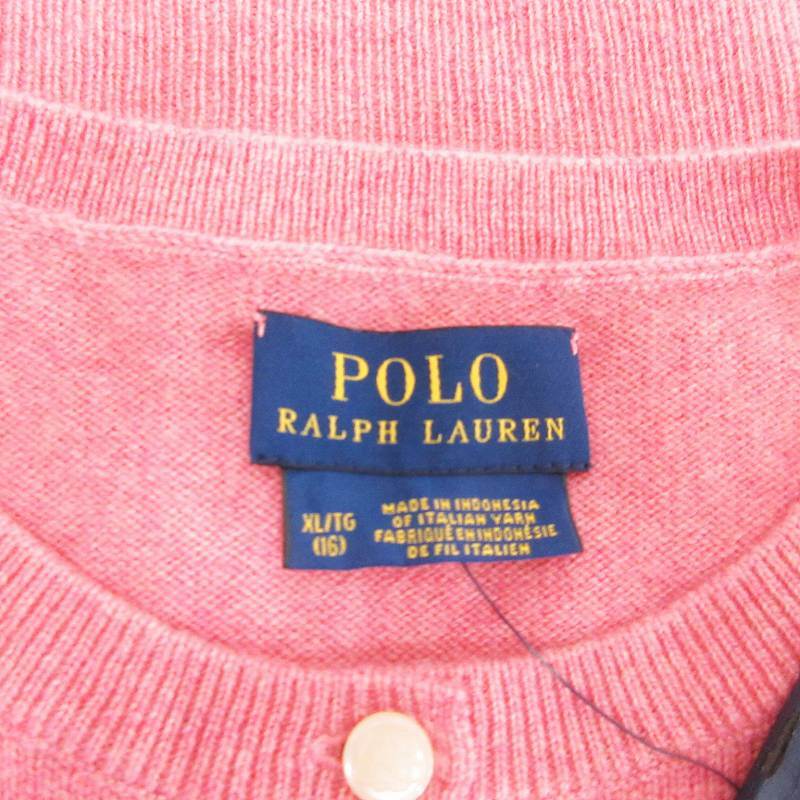 POLO
RALPH LAUREN
XL/TG
(16)
MADE IN INDONESIA
OF ITALIAN YARN
FABRIQUÉ EN INDONÉSIE
DE FIL ITALIEN